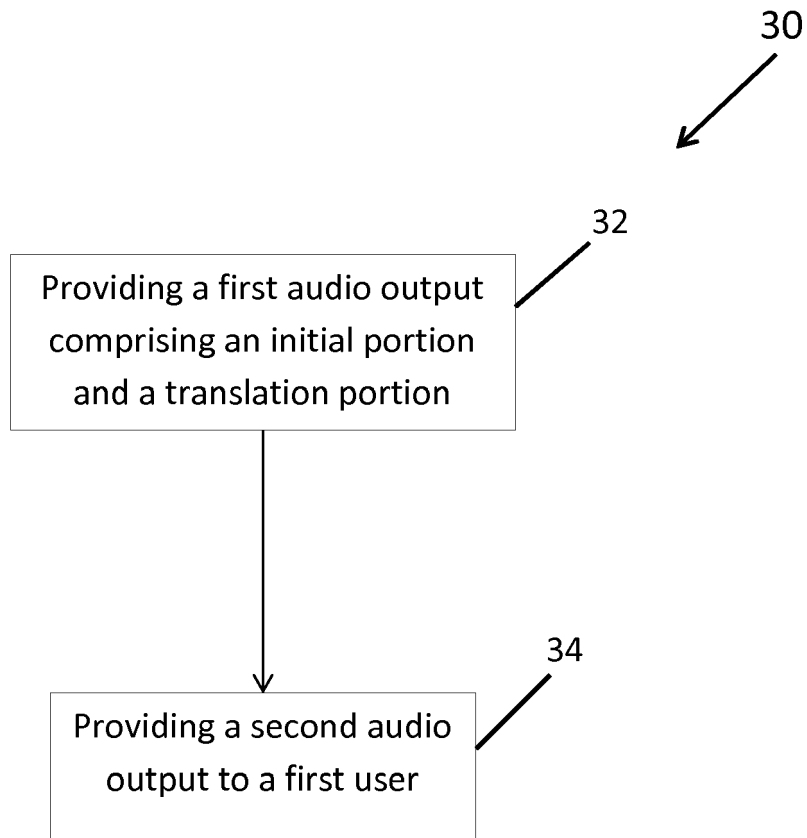 30
32
Providing a first audio output
comprising an initial portion
and a translation portion
34
Providing a second audio
output to a first user